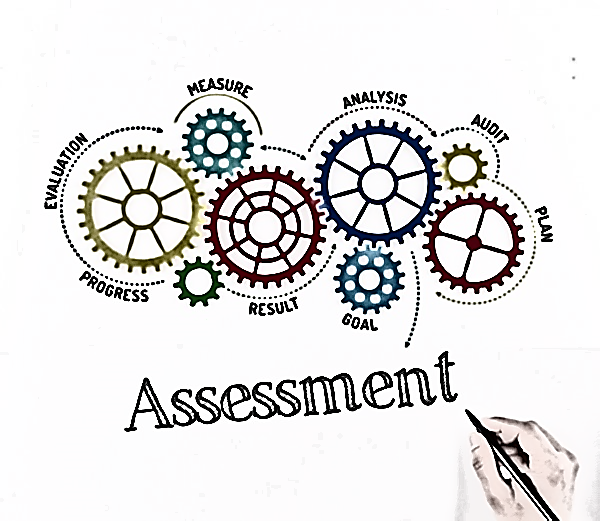 MEASURE
ANALYSIS
AUDIT
EVALUATION
PLAN
PROGRESS
RESULT
GOAL
Assessment